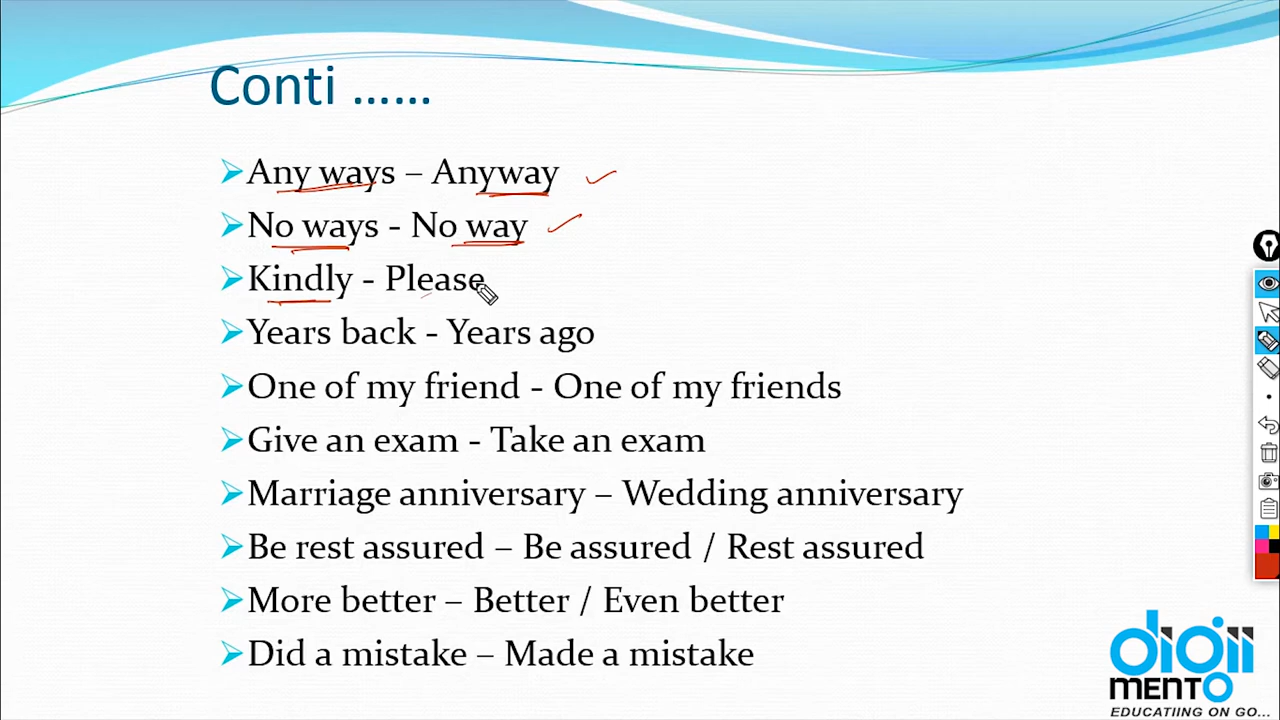 Conti ......
Any ways – Anyway
No ways - No way
Kindly - Please
Years back - Years ago
One of my friend - One of my friends
Give an exam - Take an exam
Marriage anniversary – Wedding anniversary
Be rest assured – Be assured / Rest assured
More better – Better / Even better
Did a mistake – Made a mistake
digii
MENTO
EDUCATIING ON GO...